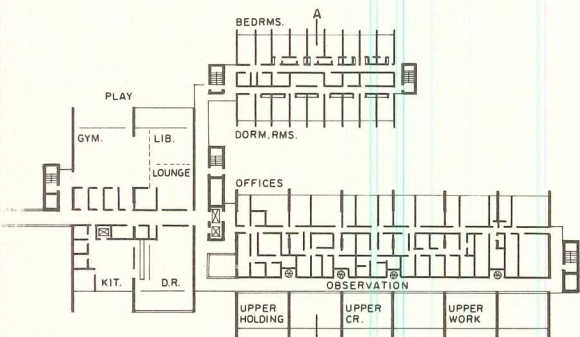 A
BEDRMS.
PLAY
GYM.
LIB.
DORM. RMS.
LOUNGE
OFFICES
KIT.
D.R.
OBSERVATION
UPPER HOLDING
UPPER CR.
UPPER WORK